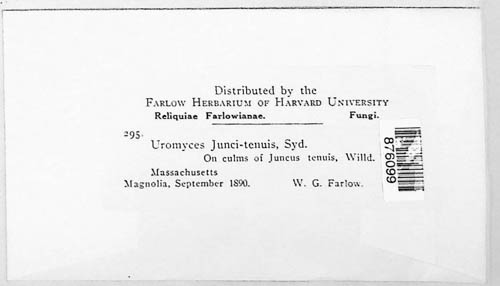 Distributed by the
FARLOW HERBARIUM OF HARVARD UNIVERSITY
Reliquiae Farlowianae. Fungi.
295.
Uromyces Junci-tenuis, Syd.
On culms of Juncus tenuis, Willd.
Massachusetts
Magnolia, September 1890. W. G. Farlow.
876099